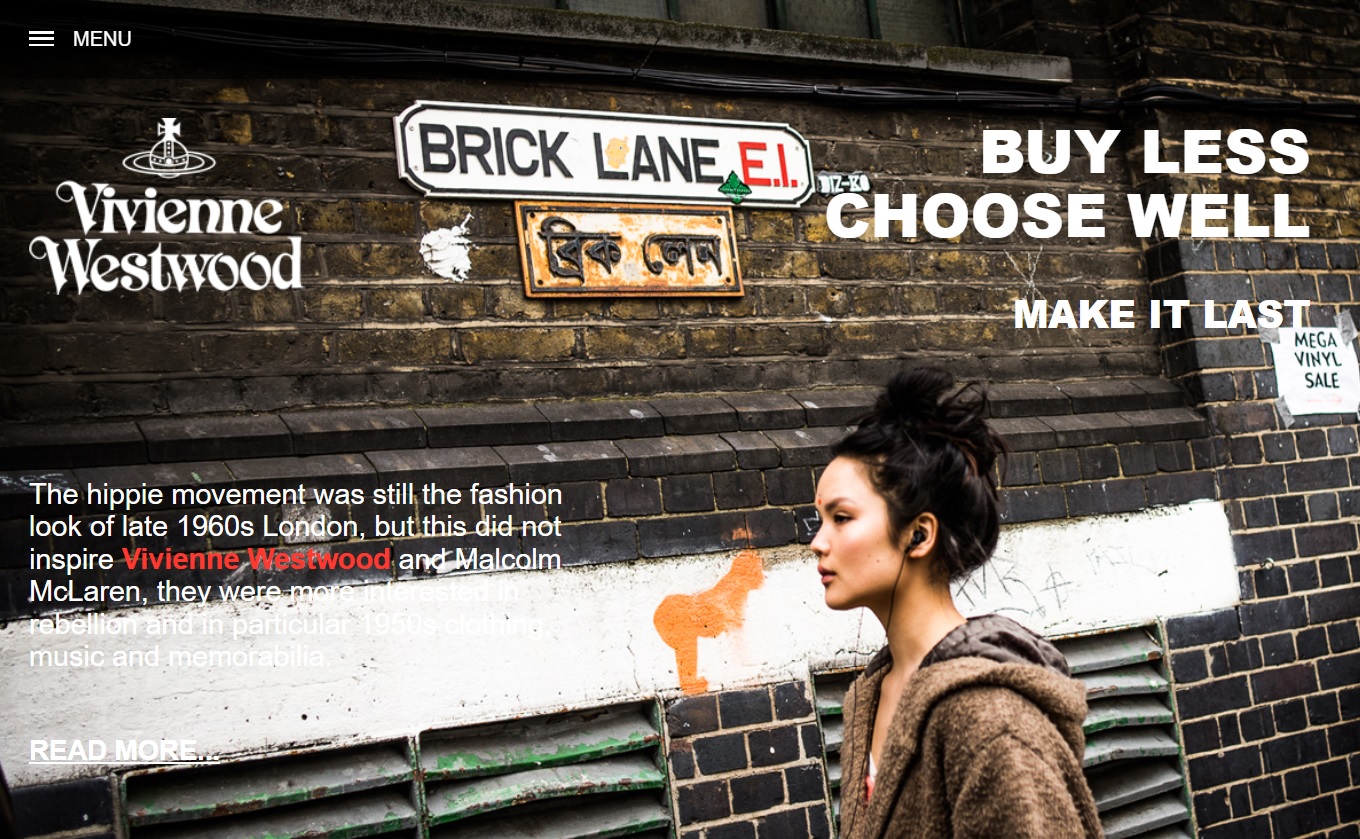 MENU
Vivienne
Westwood
BRICK LANE E.I.
DIZ-KO
ব্রিক লেন
BUY LESS
CHOOSE WELL
MAKE IT LAST
MEGA
VINYL
SALE
The hippie movement was still the fashion
look of late 1960s London, but this did not
inspire Vivienne Westwood and Malcolm
McLaren, they were more interested in
rebellion and in particular 1950s clothing,
music and memorabilia.
READ MORE...